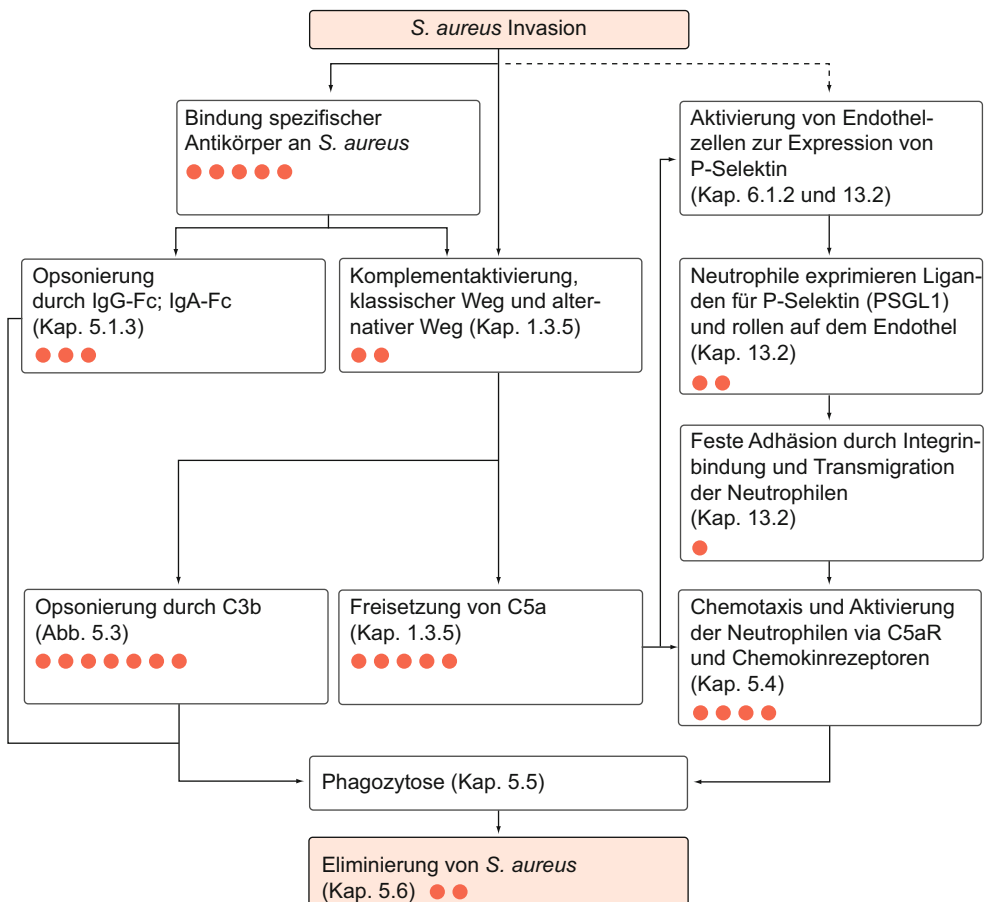 S. aureus Invasion
Bindung spezifischer
Antikörper an S. aureus
Aktivierung von Endothel-
zellen zur Expression von
P-Selektin
(Kap. 6.1.2 und 13.2)
Opsonierung
durch IgG-Fc; IgA-Fc
(Kap. 5.1.3)
Komplementaktivierung,
klassischer Weg und alter-
nativer Weg (Kap. 1.3.5)
Neutrophile exprimieren Ligan-
den für P-Selektin (PSGL1)
und rollen auf dem Endothel
(Kap. 13.2)
Feste Adhäsion durch Integrin-
bindung und Transmigration
der Neutrophilen
(Kap. 13.2)
Opsonierung durch C3b
(Abb. 5.3)
Freisetzung von C5a
(Kap. 1.3.5)
Chemotaxis und Aktivierung
der Neutrophilen via C5aR
und Chemokinrezeptoren
(Kap. 5.4)
Phagozytose (Kap. 5.5)
Eliminierung von S. aureus
(Kap. 5.6)